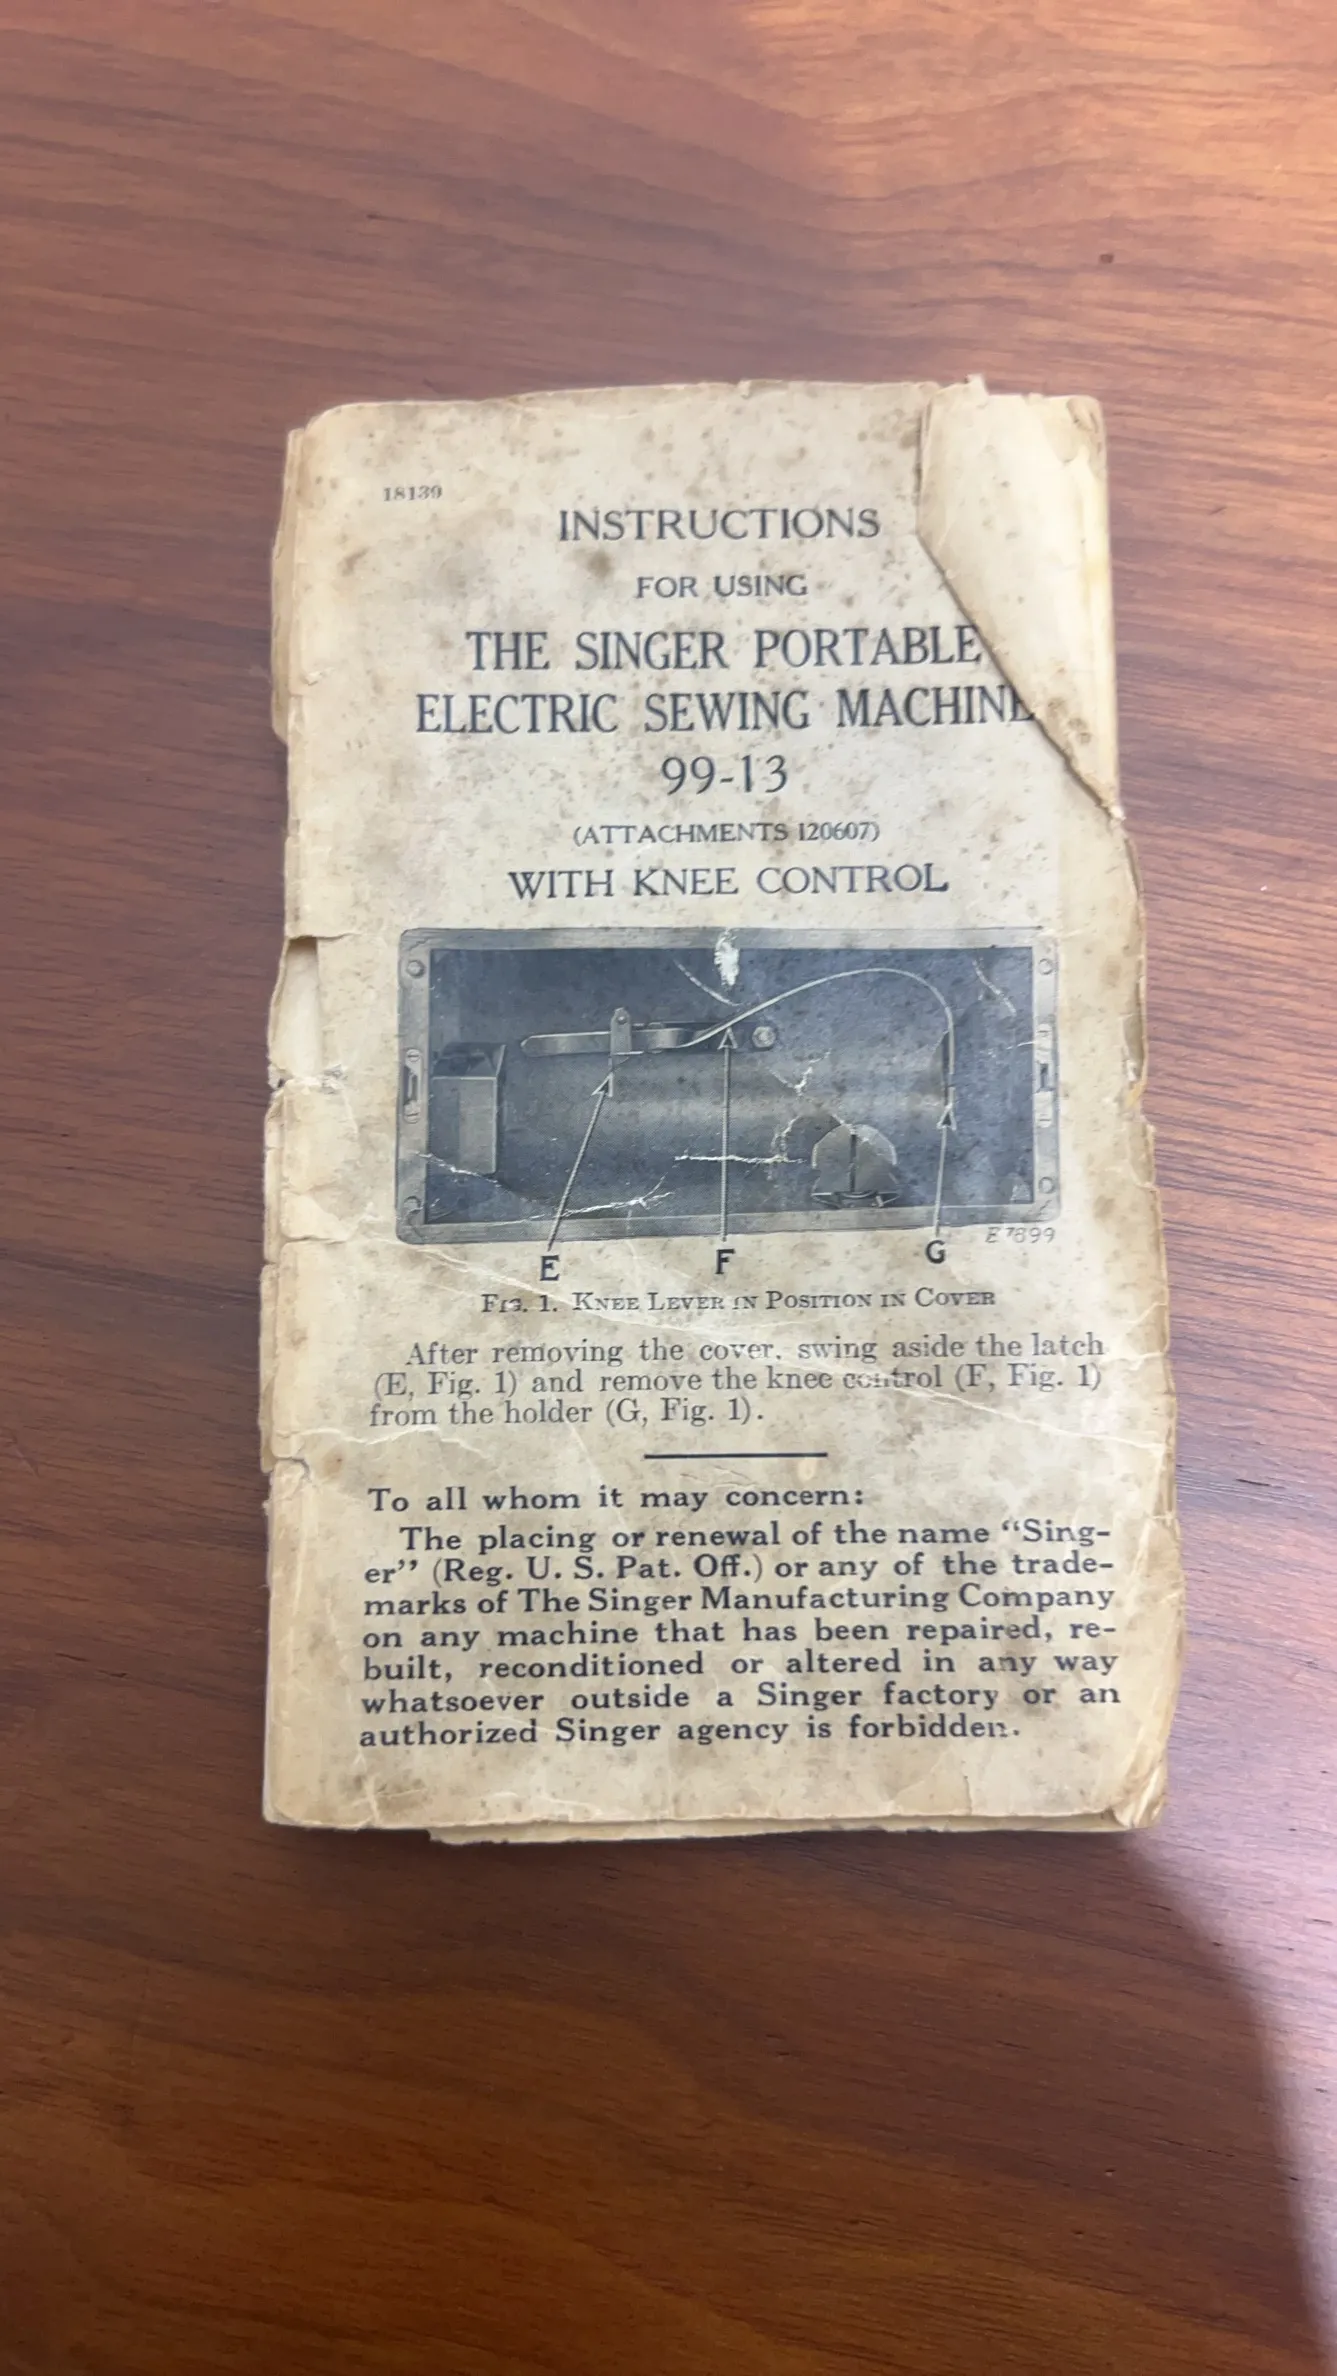 18139
INSTRUCTIONS
FOR USING
THE SINGER PORTABLE
ELECTRIC SEWING MACHINE
99-13
(ATTACHMENTS 120607)
WITH KNEE CONTROL
E7899
E F G
FIG. 1. KNEE LEVER IN POSITION IN COVER
After removing the cover, swing aside the latch
(E, Fig. 1) and remove the knee control (F, Fig. 1)
from the holder (G, Fig. 1).
To all whom it may concern:
The placing or renewal of the name “Sing-
er” (Reg. U. S. Pat. Off.) or any of the trade-
marks of The Singer Manufacturing Company
on any machine that has been repaired, re-
built, reconditioned or altered in any way
whatsoever outside a Singer factory or an
authorized Singer agency is forbidden.